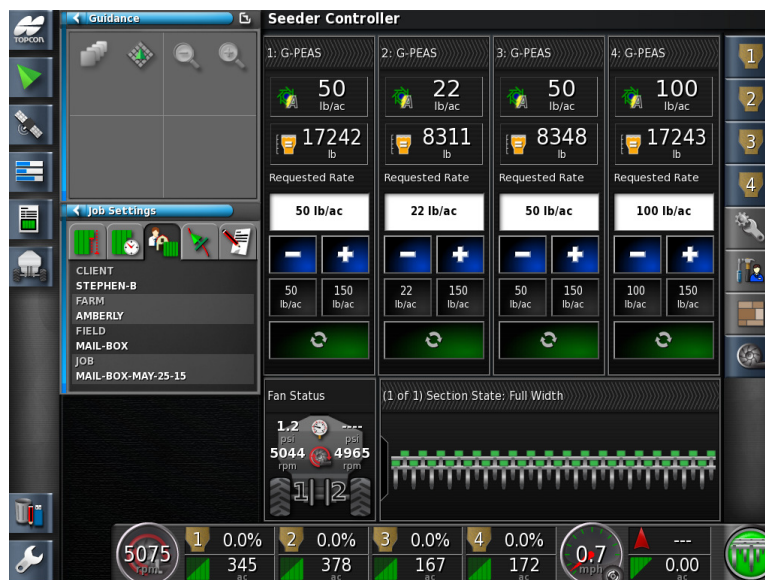 TOPCON
Guidance
Seeder Controller
1: G-PEAS
2: G-PEAS
3: G-PEAS
4: G-PEAS
50
lb/ac
22
lb/ac
50
lb/ac
100
lb/ac
17242
lb
8311
lb
8348
lb
17243
lb
Requested Rate
Requested Rate
Requested Rate
Requested Rate
50 lb/ac
22 lb/ac
50 lb/ac
100 lb/ac
50
lb/ac
150
lb/ac
22
lb/ac
150
lb/ac
50
lb/ac
150
lb/ac
100
lb/ac
150
lb/ac
1
2
3
4
Job Settings
CLIENT
STEPHEN-B
FARM
AMBERLY
FIELD
MAIL-BOX
JOB
MAIL-BOX-MAY-25-15
Fan Status
1.2
psi
----
psi
5044
rpm
4965
rpm
1
2
(1 of 1) Section State: Full Width
5075
rpm
1 0.0%
345
ac
2 0.0%
378
ac
3 0.0%
167
ac
4 0.0%
172
ac
0.7
mph
---
0.00
ac